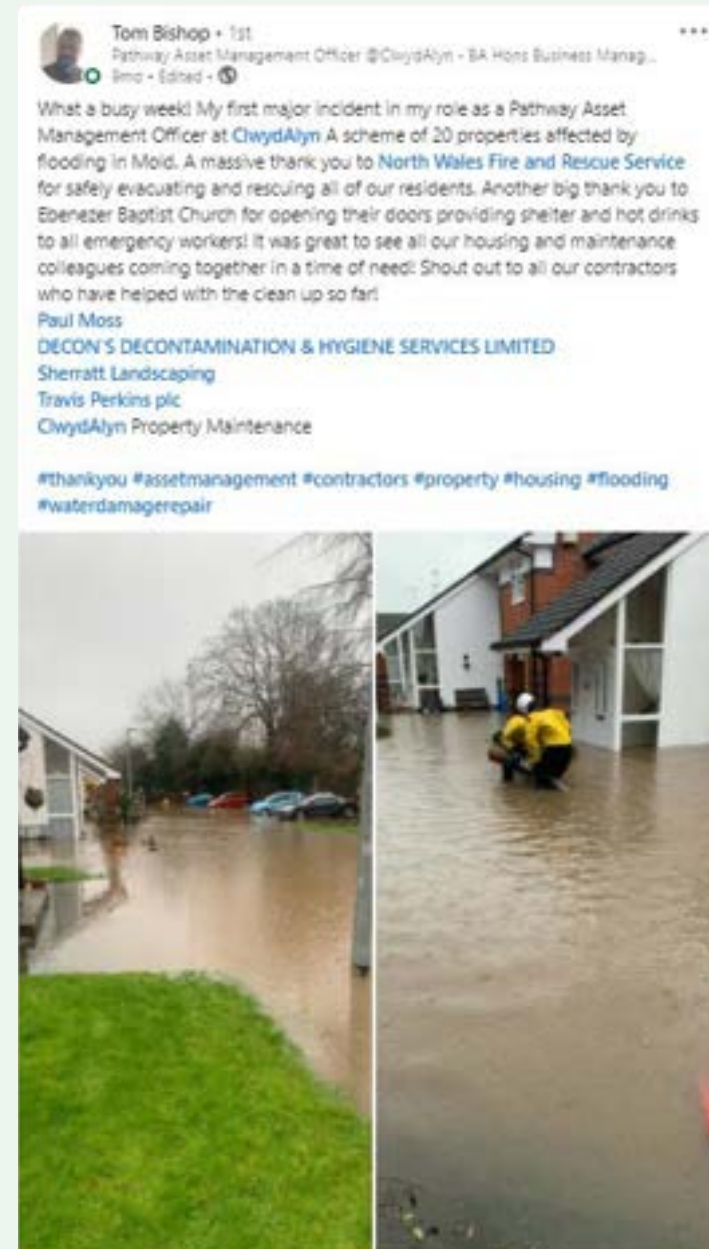 Tom Bishop • 1st
Pathway Asset Management Officer @ClwydAlyn - BA Hons Business Manag...
9mo • Edited •
What a busy week! My first major incident in my role as a Pathway Asset
Management Officer at ClwydAlyn A scheme of 20 properties affected by
flooding in Mold. A massive thank you to North Wales Fire and Rescue Service
for safely evacuating and rescuing all of our residents. Another big thank you to
Ebenezer Baptist Church for opening their doors providing shelter and hot drinks
to all emergency workers! It was great to see all our housing and maintenance
colleagues coming together in a time of need! Shout out to all our contractors
who have helped with the clean up so far!
Paul Moss
DECON'S DECONTAMINATION & HYGIENE SERVICES LIMITED
Sherratt Landscaping
Travis Perkins plc
ClwydAlyn Property Maintenance
#thankyou #assetmanagement #contractors #property #housing #flooding
#waterdamagerepair